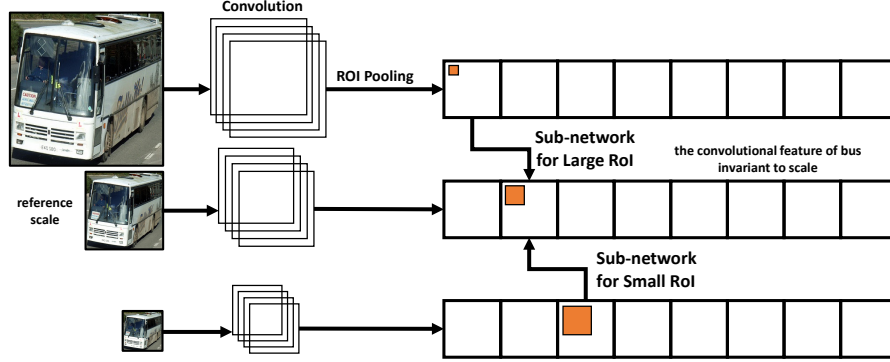 Convolution
ROI Pooling
Sub-network
for Large RoI
the convolutional feature of bus
invariant to scale
reference
scale
Sub-network
for Small RoI